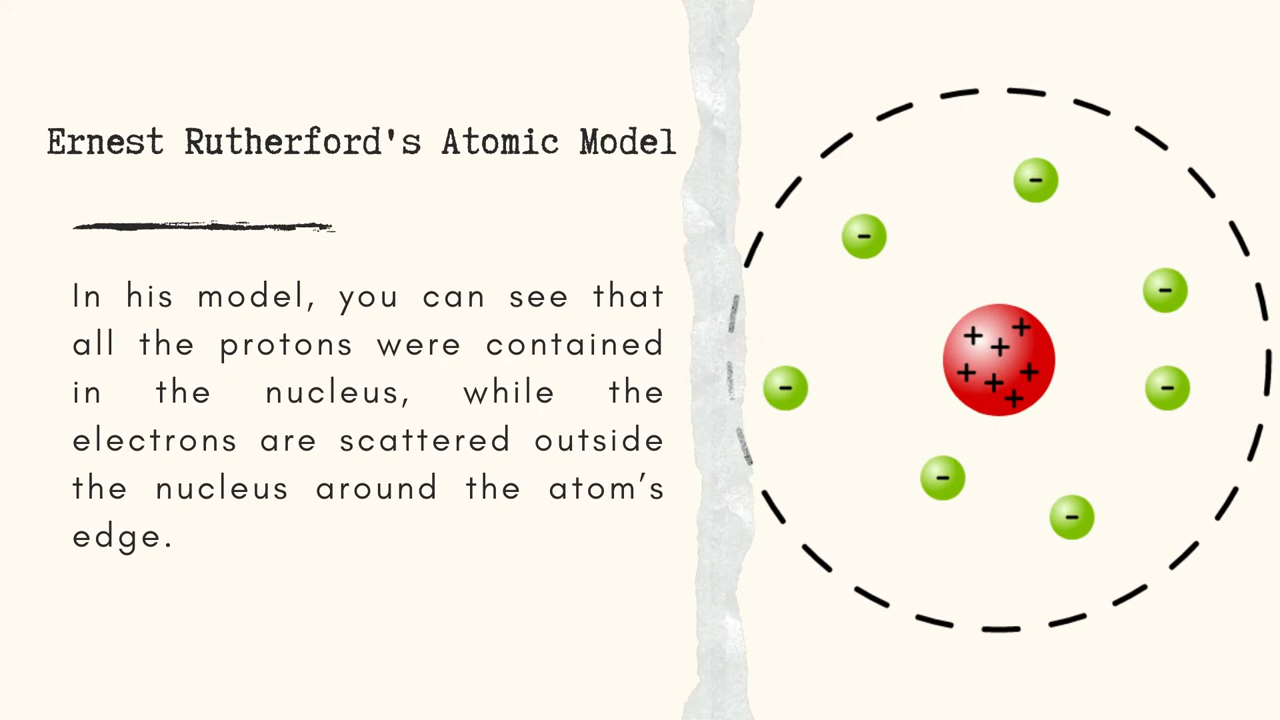 Ernest Rutherford's Atomic Model
In his model, you can see that
all the protons were contained
in the nucleus, while the
electrons are scattered outside
the nucleus around the atom’s
edge.
-
-
-
+ +
+
+ +
+
+
-
-
-
-